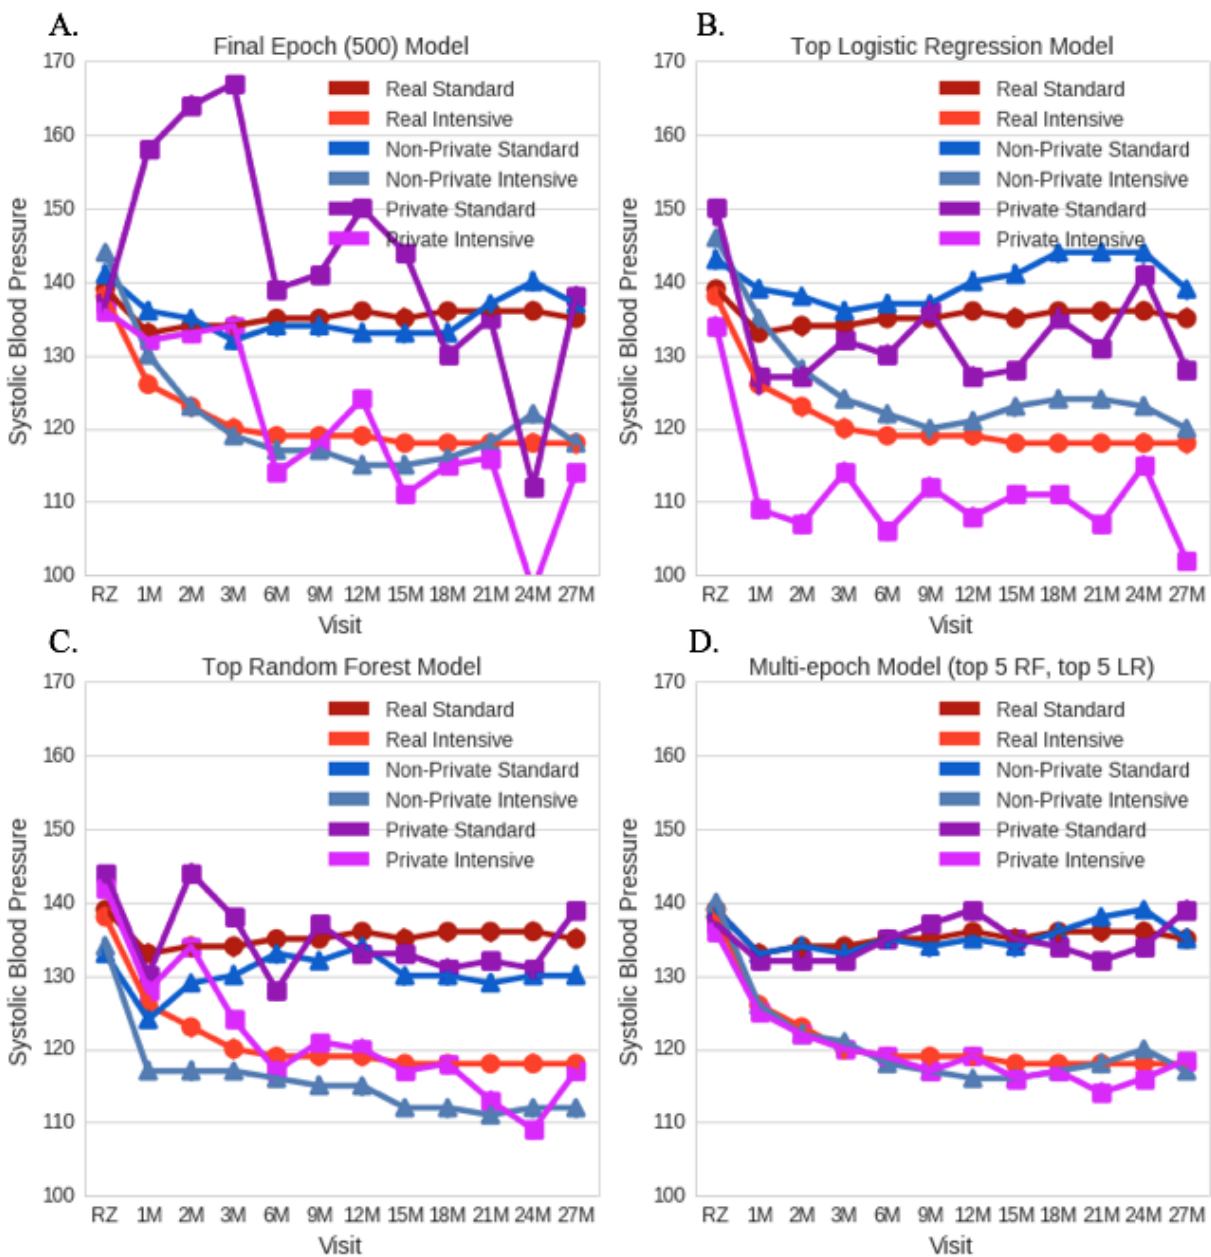 A.
Final Epoch (500) Model
170
160
150
140
130
120
110
100
Systolic Blood Pressure
Real Standard
Real Intensive
Non-Private Standard
Non-Private Intensive
Private Standard
Private Intensive
RZ 1M 2M 3M 6M 9M 12M 15M 18M 21M 24M 27M
Visit
B.
Top Logistic Regression Model
170
160
150
140
130
120
110
100
Systolic Blood Pressure
Real Standard
Real Intensive
Non-Private Standard
Non-Private Intensive
Private Standard
Private Intensive
RZ 1M 2M 3M 6M 9M 12M 15M 18M 21M 24M 27M
Visit
C.
Top Random Forest Model
170
160
150
140
130
120
110
100
Systolic Blood Pressure
Real Standard
Real Intensive
Non-Private Standard
Non-Private Intensive
Private Standard
Private Intensive
RZ 1M 2M 3M 6M 9M 12M 15M 18M 21M 24M 27M
Visit
D.
Multi-epoch Model (top 5 RF, top 5 LR)
170
160
150
140
130
120
110
100
Systolic Blood Pressure
Real Standard
Real Intensive
Non-Private Standard
Non-Private Intensive
Private Standard
Private Intensive
RZ 1M 2M 3M 6M 9M 12M 15M 18M 21M 24M 27M
Visit